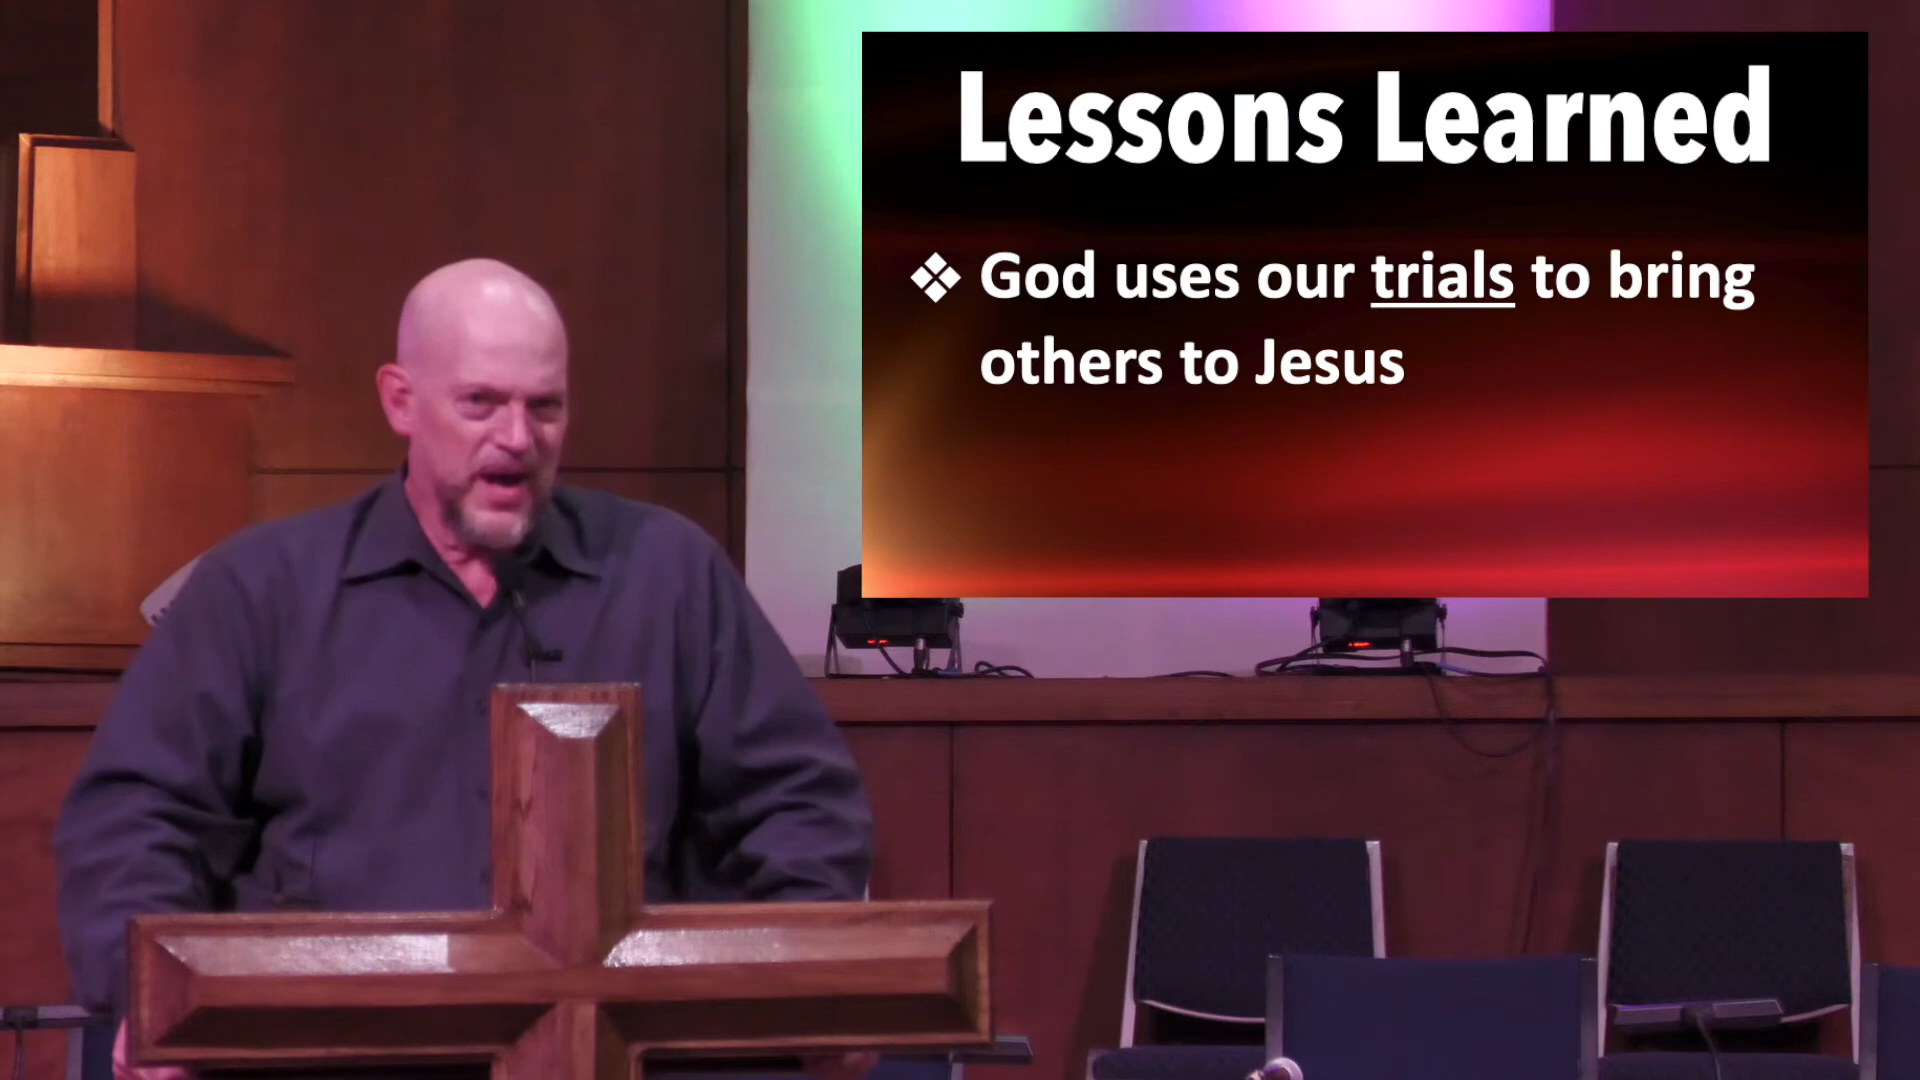 Lessons Learned
❖ God uses our trials to bring
others to Jesus